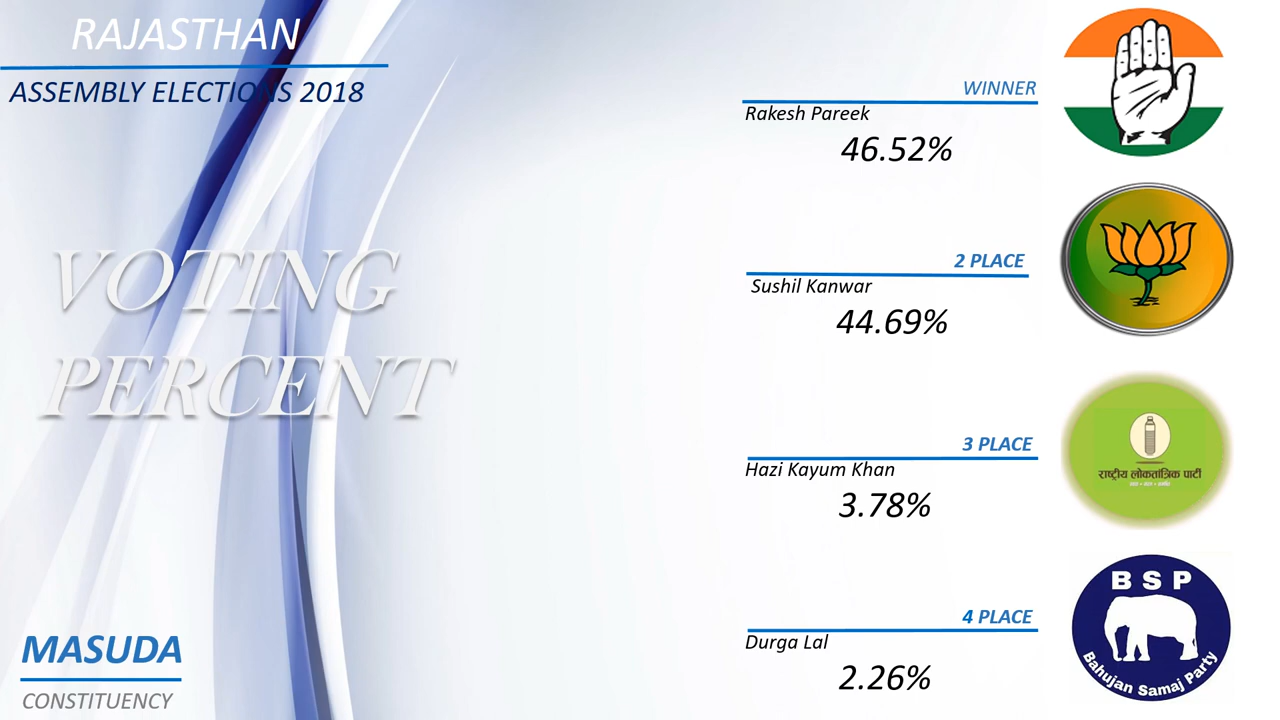 RAJASTHAN
ASSEMBLY ELECTIONS 2018
VOTING
PERCENT
MASUDA
CONSTITUENCY
WINNER
Rakesh Pareek
46.52%
2 PLACE
Sushil Kanwar
44.69%
3 PLACE
Hazi Kayum Khan
3.78%
राष्ट्रीय लोकतांत्रिक पार्टी
4 PLACE
Durga Lal
2.26%
BSP
Bahujan Samaj Party